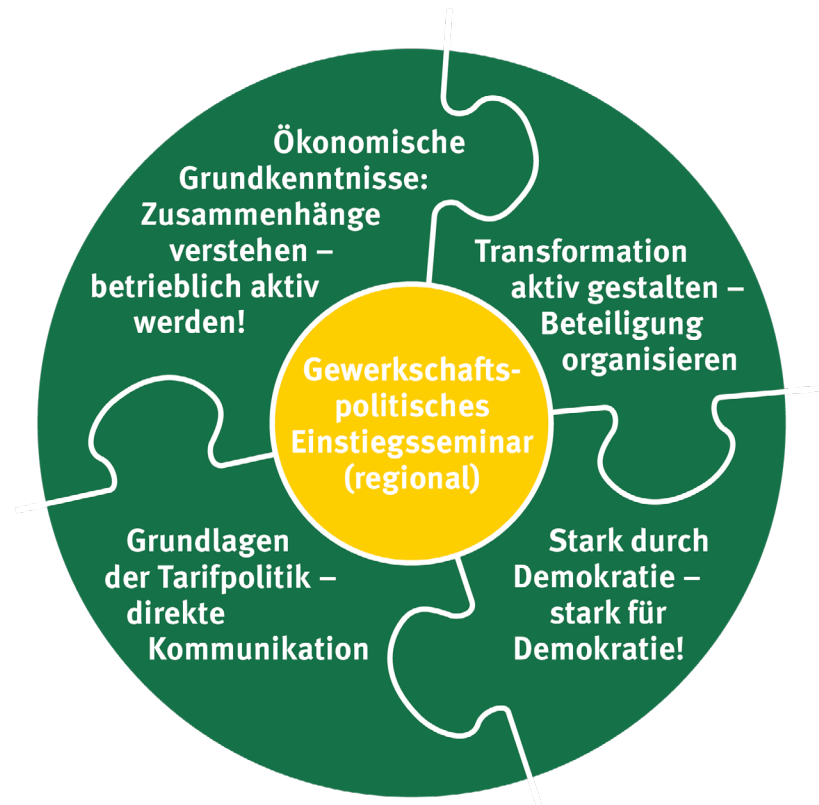 Ökonomische
Grundkenntnisse:
Zusammenhänge
verstehen –
betrieblich aktiv
werden!
Transformation
aktiv gestalten –
Beteiligung
organisieren
Gewerkschafts-
politisches
Einstiegsseminar
(regional)
Grundlagen
der Tarifpolitik –
direkte
Kommunikation
Stark durch
Demokratie –
stark für
Demokratie!